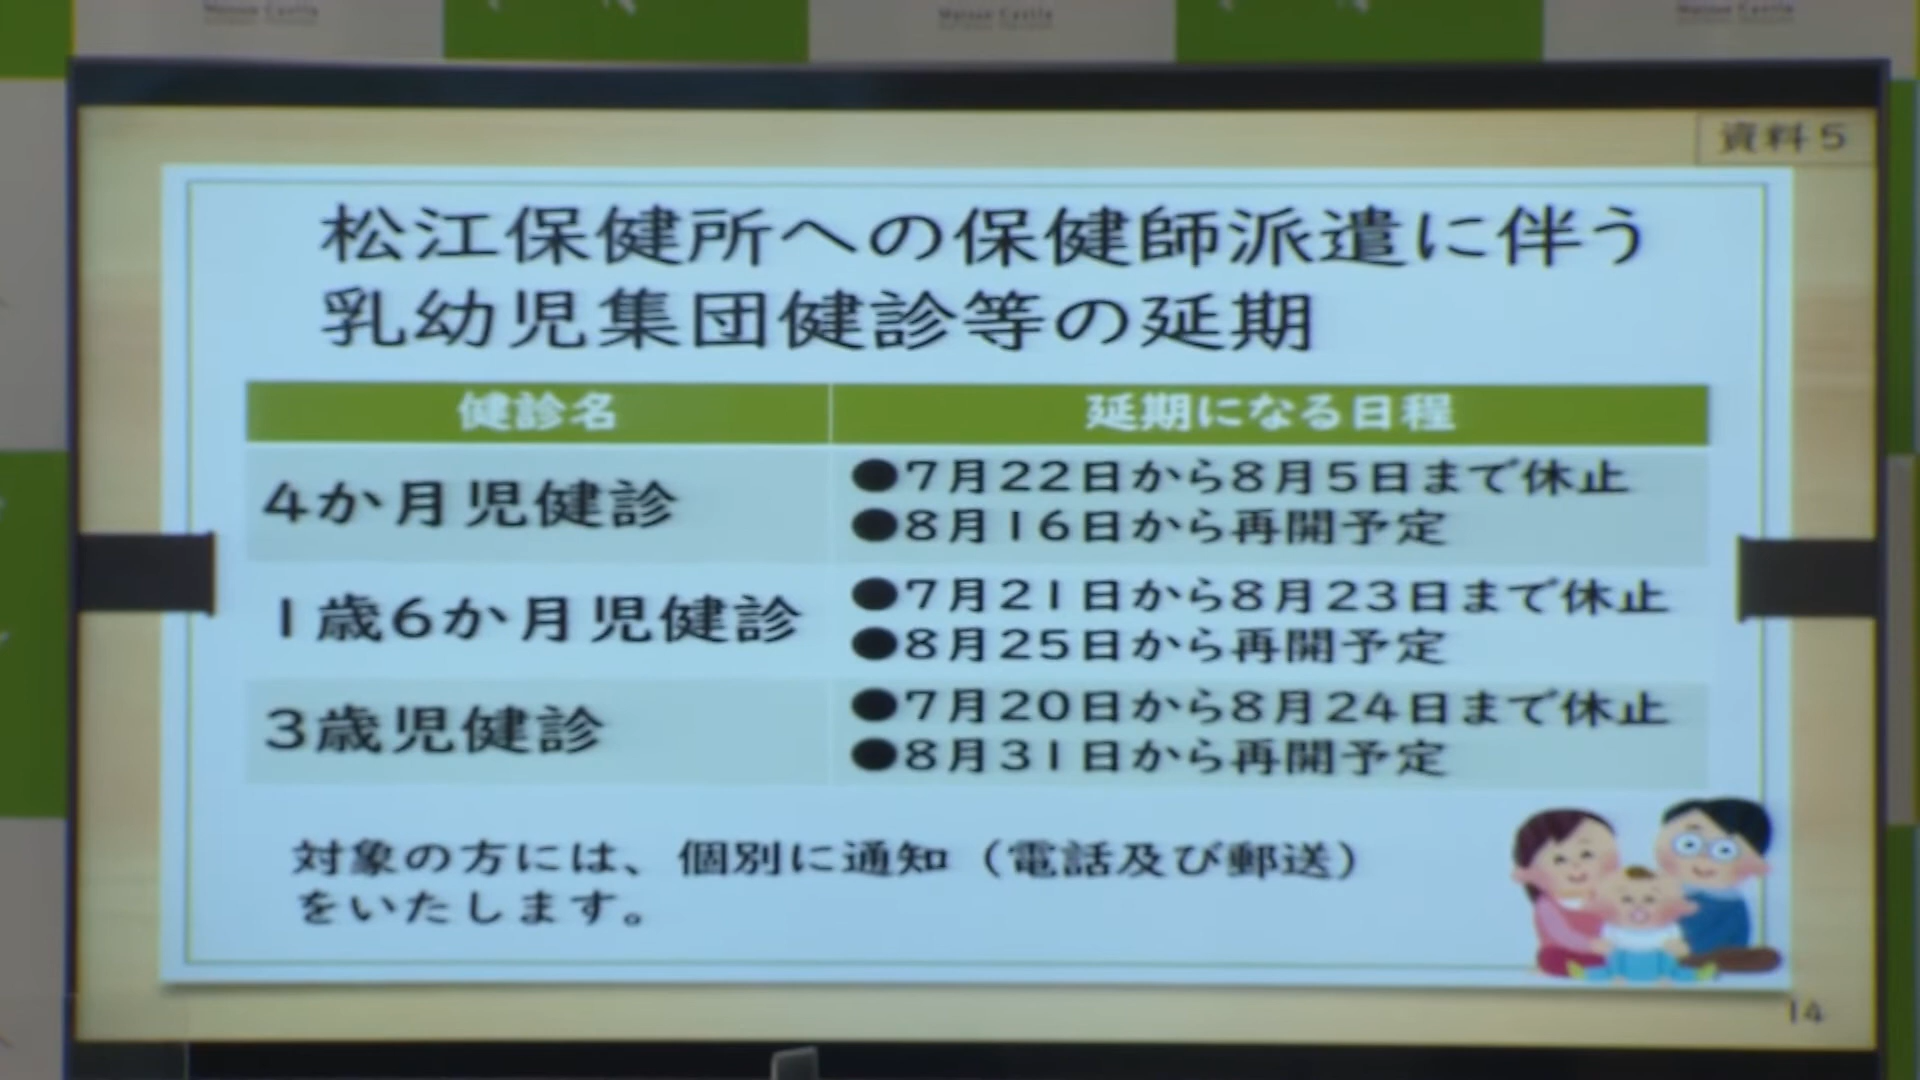 Matsue Castle
Matsue Castle
Matsue Castle
資料5
松江保健所への保健師派遣に伴う
乳幼児集団健診等の延期
健診名
延期になる日程
4か月児健診
●7月22日から8月5日まで休止
●8月16日から再開予定
1歳6か月児健診
●7月21日から8月23日まで休止
●8月25日から再開予定
3歳児健診
●7月20日から8月24日まで休止
●8月31日から再開予定
対象の方には、個別に通知（電話及び郵送）
をいたします。
14